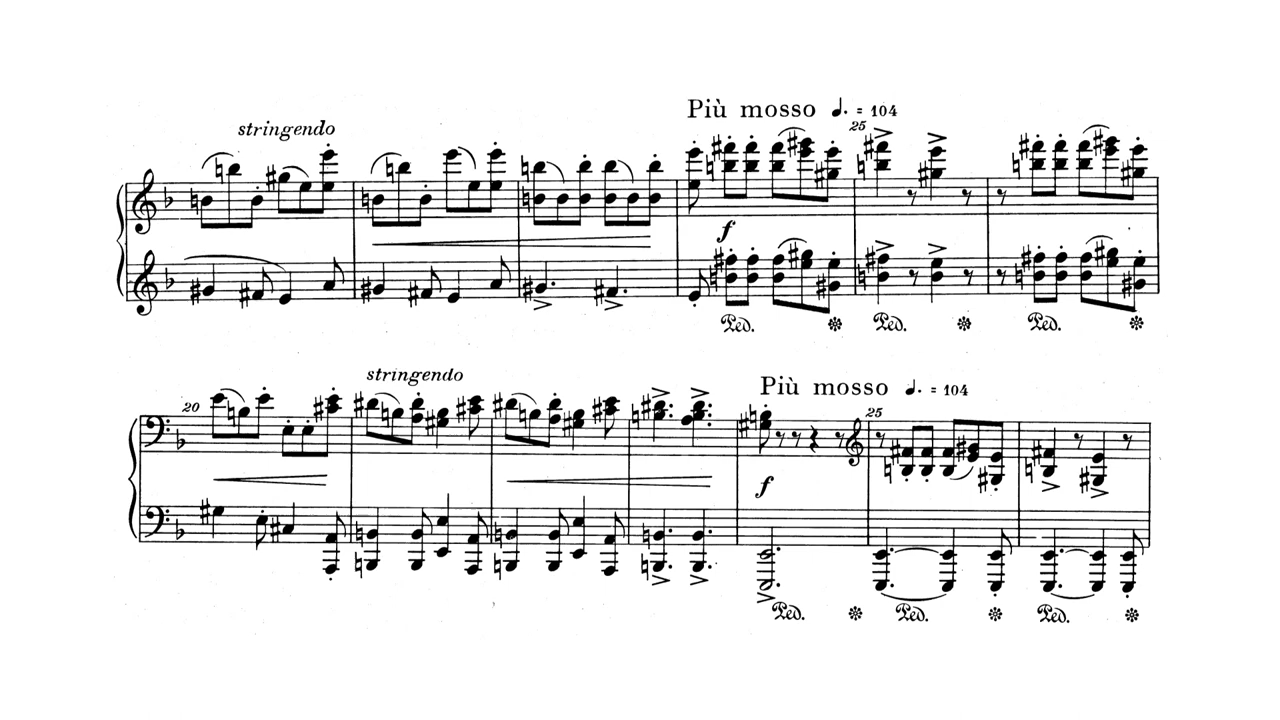 stringendo
Più mosso ♩. = 104
25
f
Ped. Ped. Ped.
20
stringendo
Più mosso ♩. = 104
25
f
Ped. Ped. Ped.